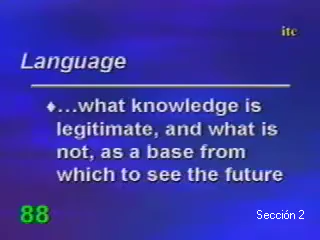 itc
Language
♦...what knowledge is
legitimate, and what is
not, as a base from
which to see the future
88
Sección 2